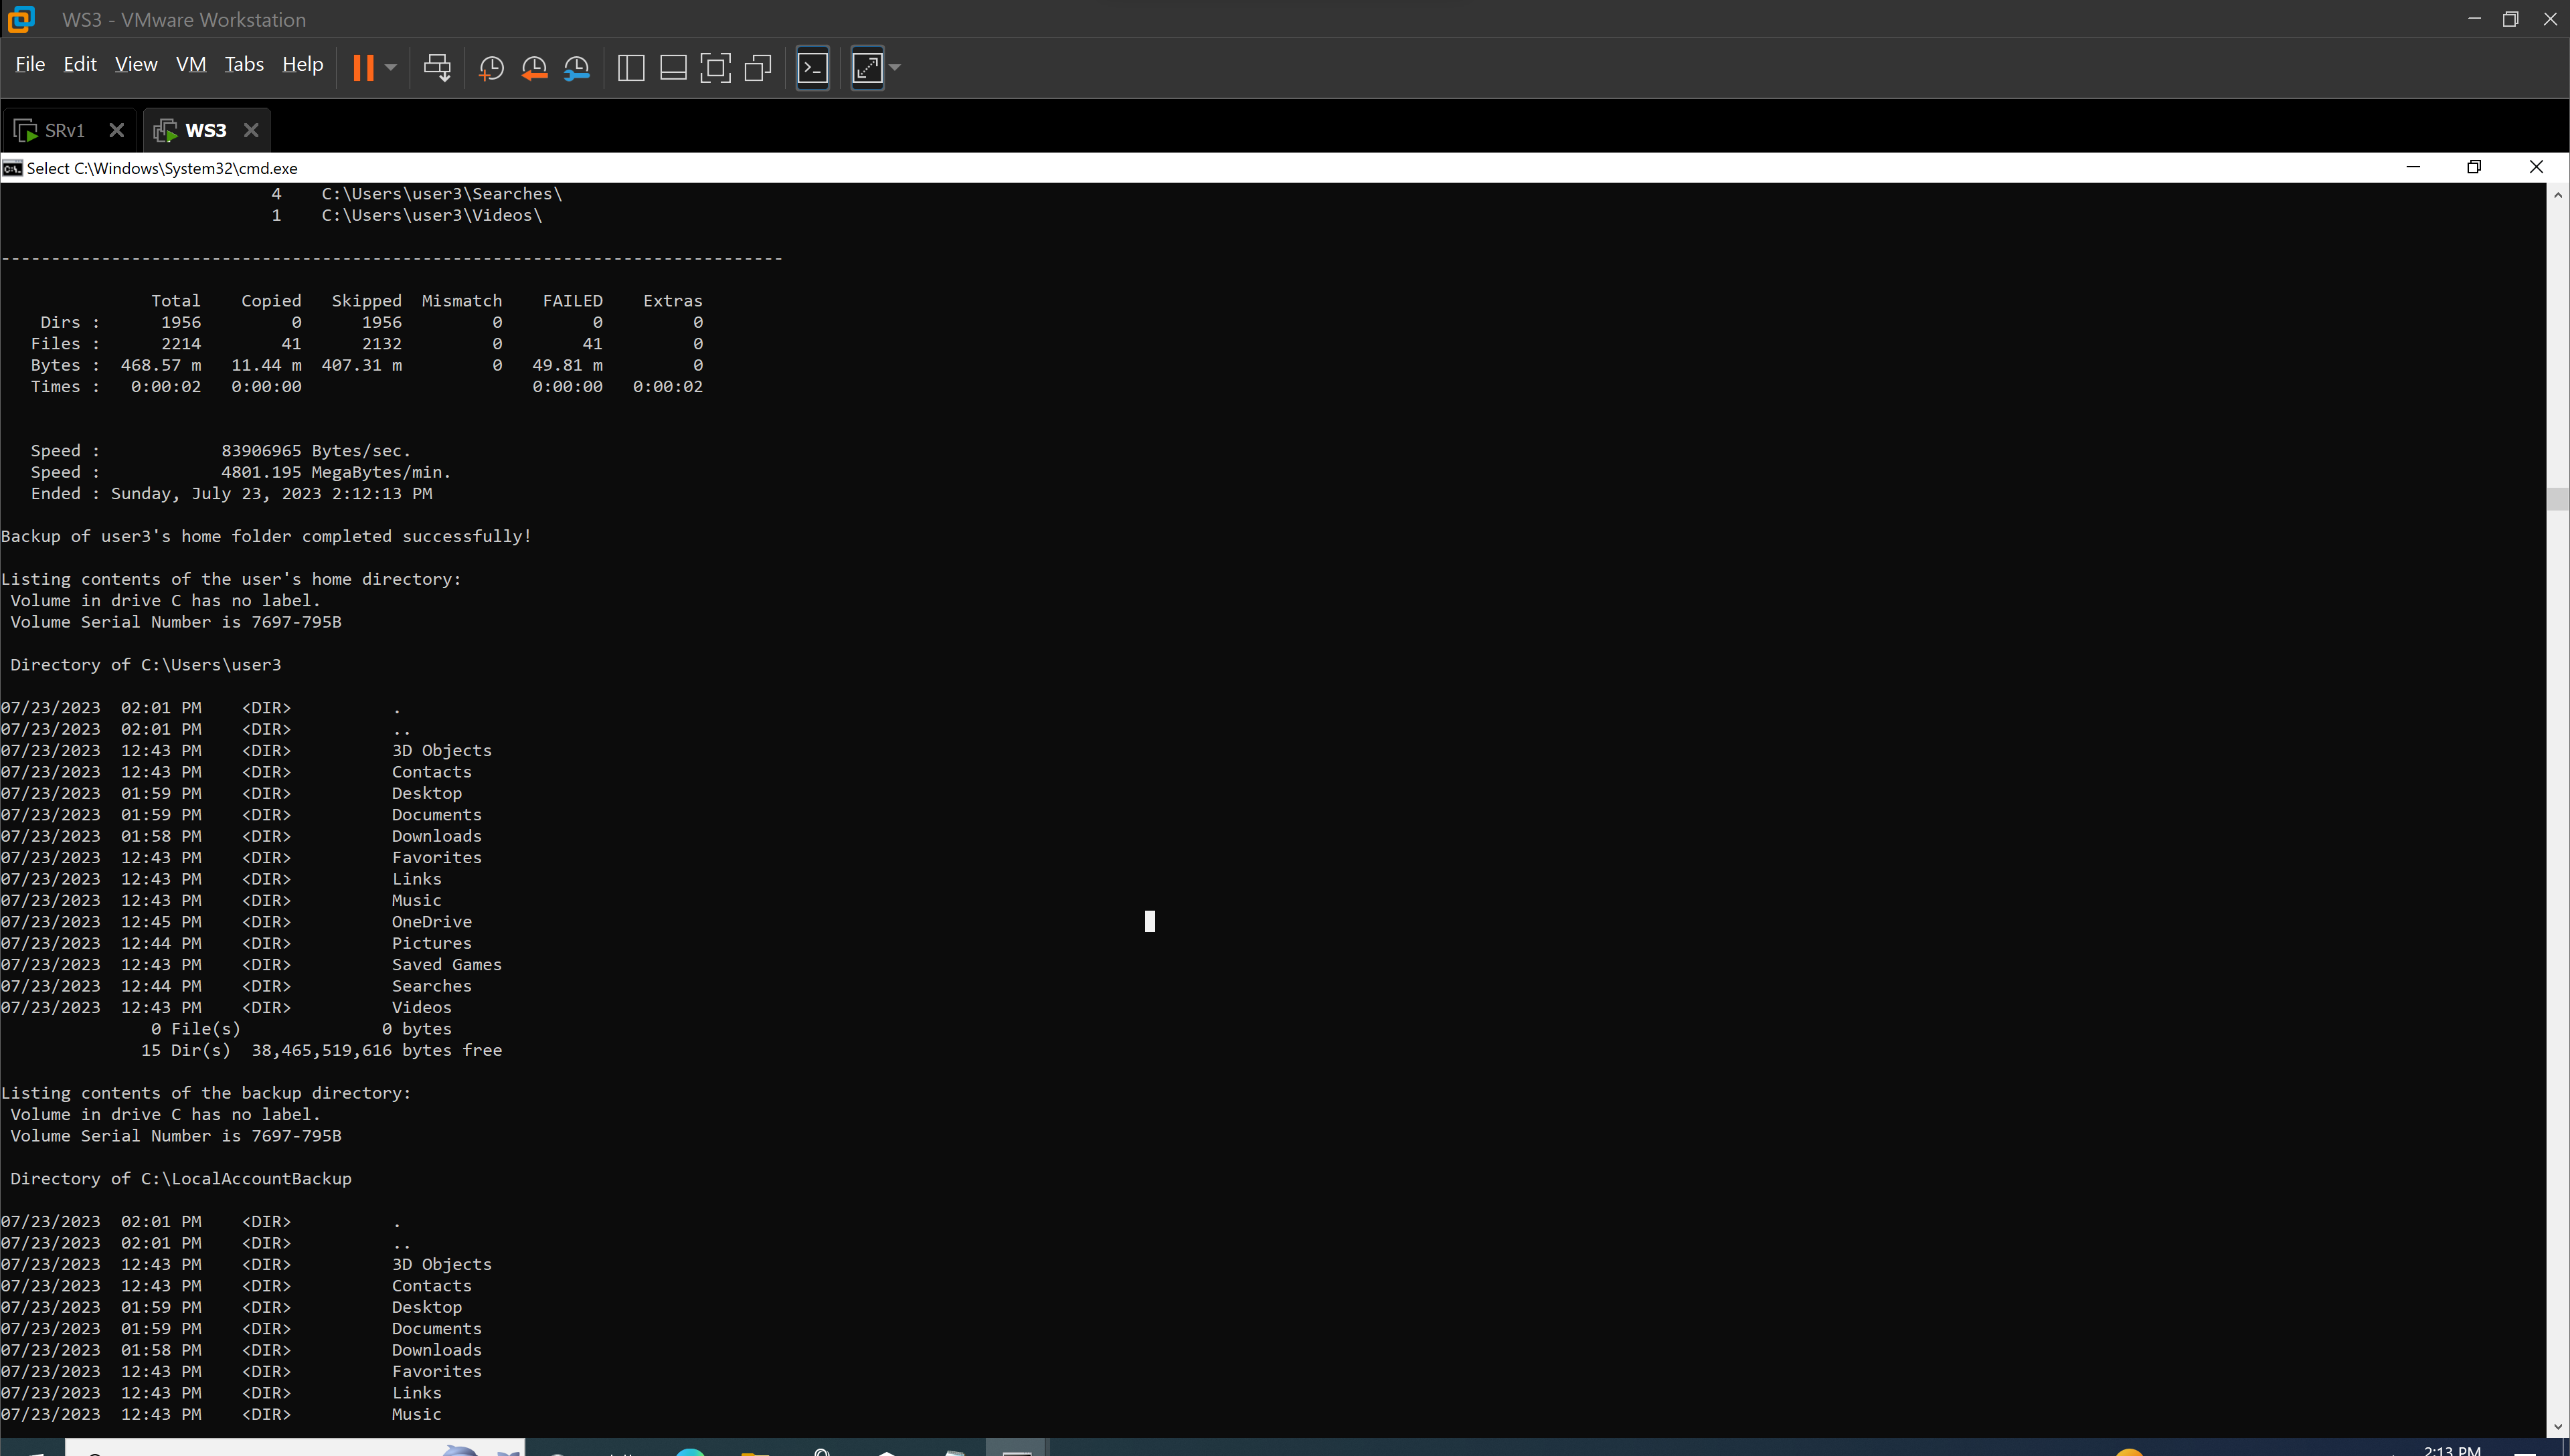 WS3 - VMware Workstation
File Edit View VM Tabs Help
SRv1 WS3
Select C:\Windows\System32\cmd.exe
4 C:\Users\user3\Searches\
1 C:\Users\user3\Videos\
------------------------------------------------------------------------------
Total Copied Skipped Mismatch FAILED Extras
Dirs : 1956 0 1956 0 0 0
Files : 2214 41 2132 0 41 0
Bytes : 468.57 m 11.44 m 407.31 m 0 49.81 m 0
Times : 0:00:02 0:00:00 0:00:00 0:00:02
Speed : 83906965 Bytes/sec.
Speed : 4801.195 MegaBytes/min.
Ended : Sunday, July 23, 2023 2:12:13 PM
Backup of user3's home folder completed successfully!
Listing contents of the user's home directory:
Volume in drive C has no label.
Volume Serial Number is 7697-795B
Directory of C:\Users\user3
07/23/2023 02:01 PM <DIR> .
07/23/2023 02:01 PM <DIR> ..
07/23/2023 12:43 PM <DIR> 3D Objects
07/23/2023 12:43 PM <DIR> Contacts
07/23/2023 01:59 PM <DIR> Desktop
07/23/2023 01:59 PM <DIR> Documents
07/23/2023 01:58 PM <DIR> Downloads
07/23/2023 12:43 PM <DIR> Favorites
07/23/2023 12:43 PM <DIR> Links
07/23/2023 12:43 PM <DIR> Music
07/23/2023 12:45 PM <DIR> OneDrive
07/23/2023 12:44 PM <DIR> Pictures
07/23/2023 12:43 PM <DIR> Saved Games
07/23/2023 12:44 PM <DIR> Searches
07/23/2023 12:43 PM <DIR> Videos
0 File(s) 0 bytes
15 Dir(s) 38,465,519,616 bytes free
Listing contents of the backup directory:
Volume in drive C has no label.
Volume Serial Number is 7697-795B
Directory of C:\LocalAccountBackup
07/23/2023 02:01 PM <DIR> .
07/23/2023 02:01 PM <DIR> ..
07/23/2023 12:43 PM <DIR> 3D Objects
07/23/2023 12:43 PM <DIR> Contacts
07/23/2023 01:59 PM <DIR> Desktop
07/23/2023 01:59 PM <DIR> Documents
07/23/2023 01:58 PM <DIR> Downloads
07/23/2023 12:43 PM <DIR> Favorites
07/23/2023 12:43 PM <DIR> Links
07/23/2023 12:43 PM <DIR> Music
2:13 PM